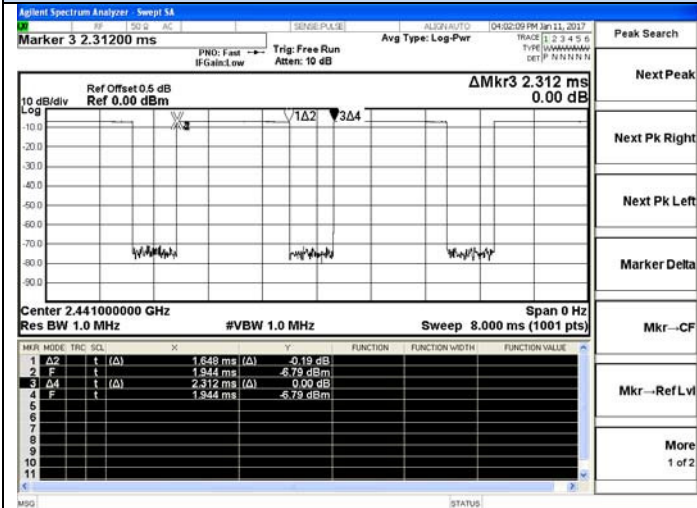 Agilent Spectrum Analyzer - Swept SA
RF 50 Ω AC SENSE:PULSE ALIGN AUTO 04:02:09 PM Jan 11, 2017
Marker 3 2.31200 ms
PNO: Fast
IFGain:Low
Trig: Free Run
Atten: 10 dB
Avg Type: Log-Pwr
TRACE 1 2 3 4 5 6
TYPE WWWWWW
DET P N N N N N
Ref Offset 0.5 dB
10 dB/div Ref 0.00 dBm
ΔMkr3 2.312 ms
0.00 dB
Log
-10.0
-20.0
-30.0
-40.0
-50.0
-60.0
-70.0
-80.0
-90.0
2
1Δ2
3Δ4
Center 2.441000000 GHz Span 0 Hz
Res BW 1.0 MHz #VBW 1.0 MHz Sweep 8.000 ms (1001 pts)
MKR MODE TRC SCL X Y FUNCTION FUNCTION WIDTH FUNCTION VALUE
1 Δ2 t (Δ) 1.648 ms (Δ) -0.19 dB
2 F t 1.944 ms -6.79 dBm
3 Δ4 t (Δ) 2.312 ms (Δ) 0.00 dB
4 F t 1.944 ms -6.79 dBm
5
6
7
8
9
10
11
MSG STATUS
Peak Search
Next Peak
Next Pk Right
Next Pk Left
Marker Delta
Mkr→CF
Mkr→Ref Lvl
More
1 of 2